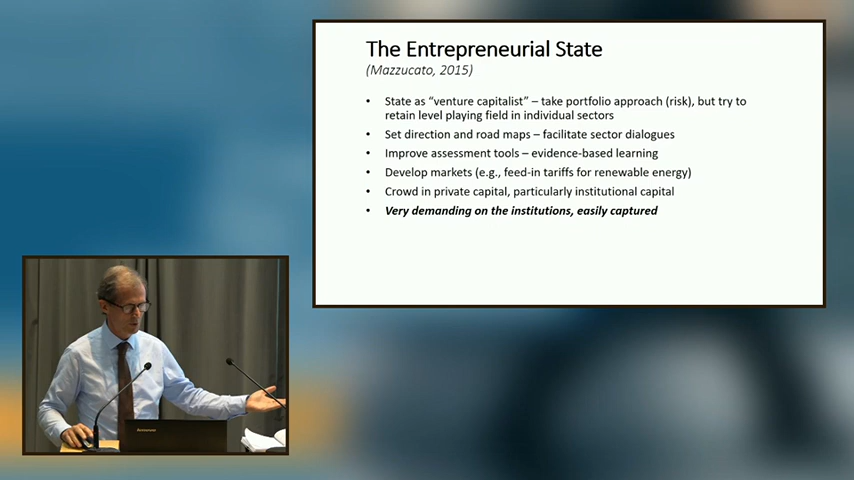 The Entrepreneurial State
(Mazzucato, 2015)
• State as “venture capitalist” – take portfolio approach (risk), but try to
retain level playing field in individual sectors
• Set direction and road maps – facilitate sector dialogues
• Improve assessment tools – evidence-based learning
• Develop markets (e.g., feed-in tariffs for renewable energy)
• Crowd in private capital, particularly institutional capital
• Very demanding on the institutions, easily captured
Lenovo